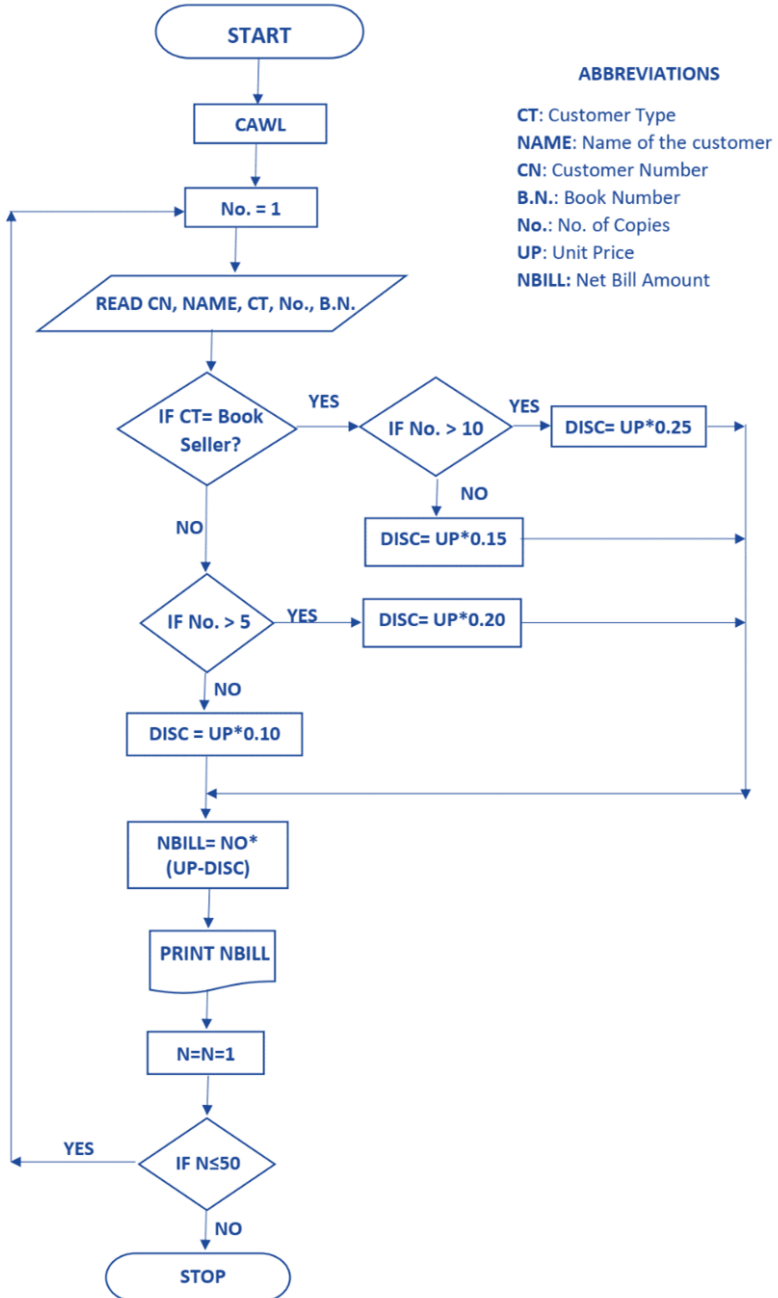 START
ABBREVIATIONS
CT: Customer Type
NAME: Name of the customer
CN: Customer Number
B.N.: Book Number
No.: No. of Copies
UP: Unit Price
NBILL: Net Bill Amount
CAWL
No. = 1
READ CN, NAME, CT, No., B.N.
IF CT= Book
Seller?
YES
IF No. > 10
YES
DISC= UP*0.25
NO
DISC= UP*0.15
NO
IF No. > 5
YES
DISC= UP*0.20
NO
DISC = UP*0.10
NBILL= NO*
(UP-DISC)
PRINT NBILL
N=N=1
IF N≤50
YES
NO
STOP